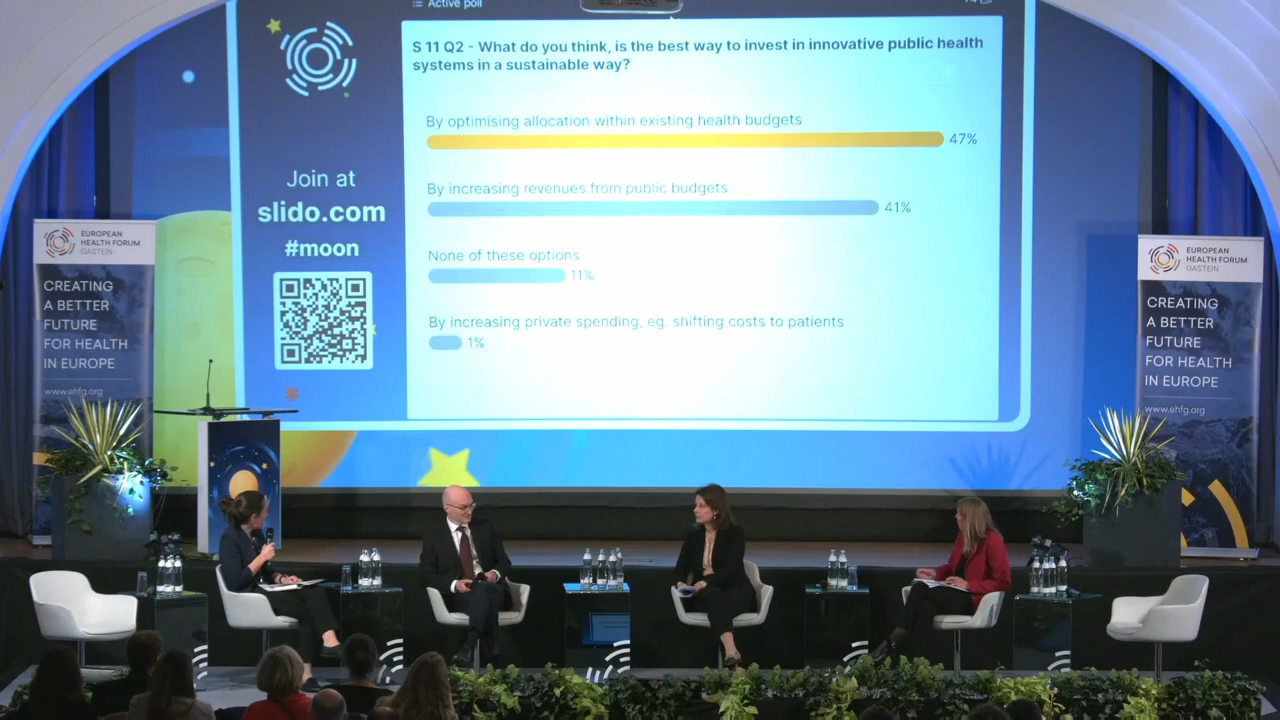 Active poll
S 11 Q2 - What do you think, is the best way to invest in innovative public health
systems in a sustainable way?
By optimising allocation within existing health budgets
47%
By increasing revenues from public budgets
41%
None of these options
11%
By increasing private spending, eg. shifting costs to patients
1%
Join at
slido.com
#moon
EUROPEAN
HEALTH FORUM
GASTEIN
CREATING
A BETTER
FUTURE
FOR HEALTH
IN EUROPE
www.ehfg.org
EUROPEAN
HEALTH FORUM
GASTEIN
CREATING
A BETTER
FUTURE
FOR HEALTH
IN EUROPE
www.ehfg.org